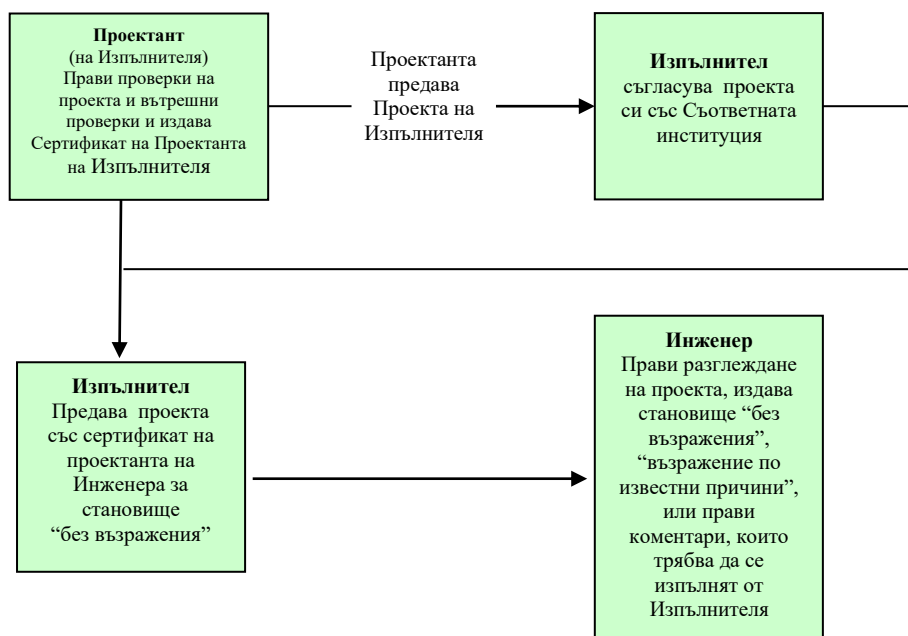 Проектант
(на Изпълнителя)
Прави проверки на
проекта и вътрешни
проверки и издава
Сертификат на Проектанта
на Изпълнителя
Проектанта
предава
Проекта на
Изпълнителя
Изпълнител
съгласува проекта
си със Съответната
институция
Изпълнител
Предава проекта
със сертификат на
проектанта на
Инженера за
становище
“без възражения”
Инженер
Прави разглеждане
на проекта, издава
становище “без
възражения”,
“възражение по
известни причини”,
или прави
коментари, които
трябва да се
изпълнят от
Изпълнителя